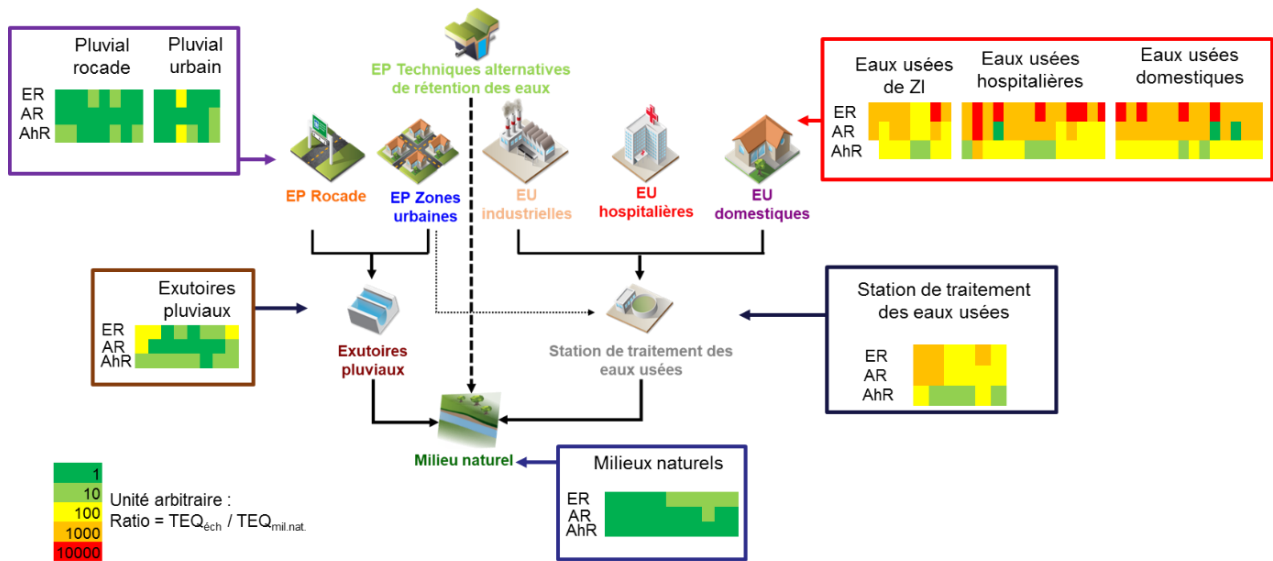 Pluvial
rocade
Pluvial
urbain
ER
AR
AhR
EP Techniques alternatives
de rétention des eaux
Eaux usées
de ZI
Eaux usées
hospitalières
Eaux usées
domestiques
ER
AR
AhR
EP Rocade
EP Zones
urbaines
EU
industrielles
EU
hospitalières
EU
domestiques
Exutoires
pluviaux
ER
AR
AhR
Exutoires
pluviaux
Station de traitement des
eaux usées
Station de traitement
des eaux usées
ER
AR
AhR
Milieu naturel
Milieux naturels
ER
AR
AhR
1
10
100
1000
10000
Unité arbitraire :
Ratio = TEQéch / TEQmil.nat.